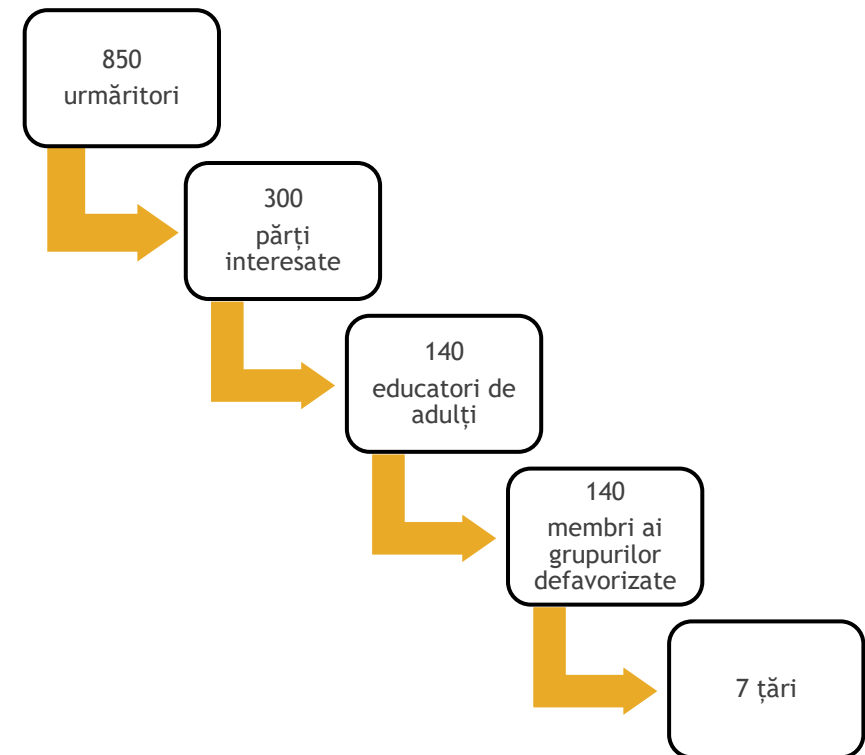 850
urmăritori
300
părți
interesate
140
educatori de
adulți
140
membri ai
grupurilor
defavorizate
7 țări